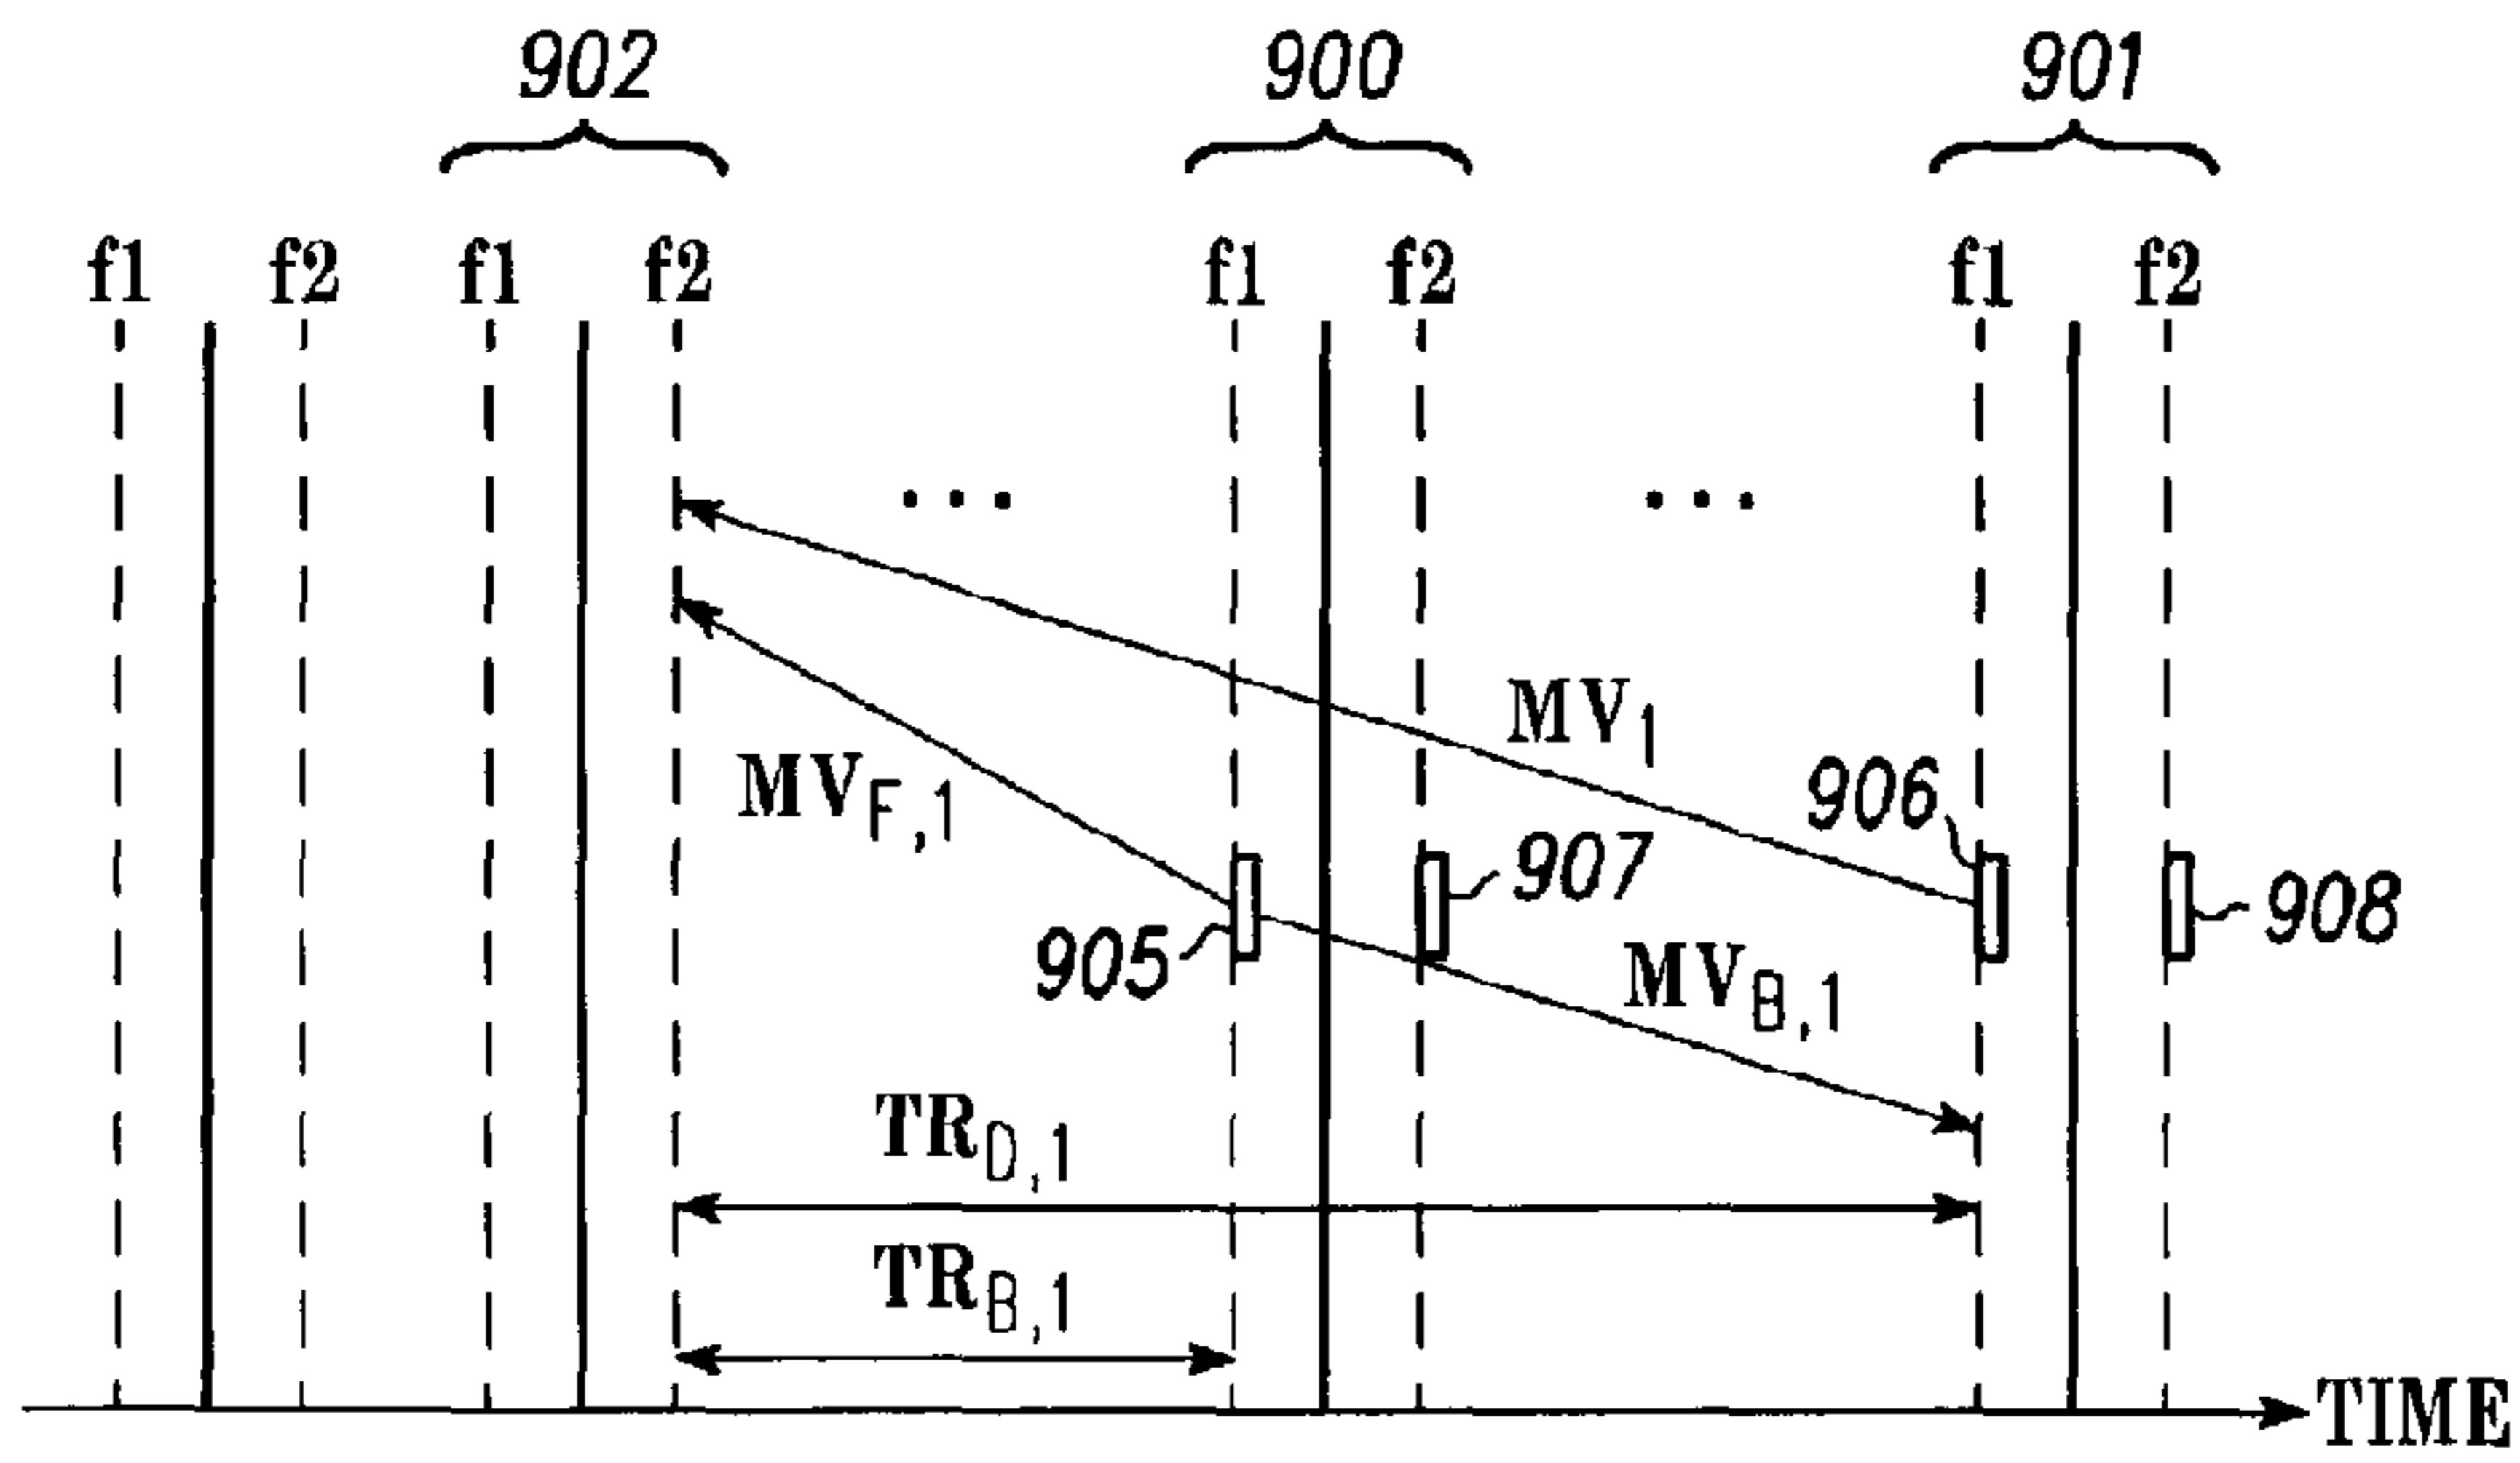 902 900 901
f1 f2 f1 f2 f1 f2 f1 f2
... ...
MV1
MVF,1
906
907
908
905
MVB,1
TRD,1
TRB,1
TIME